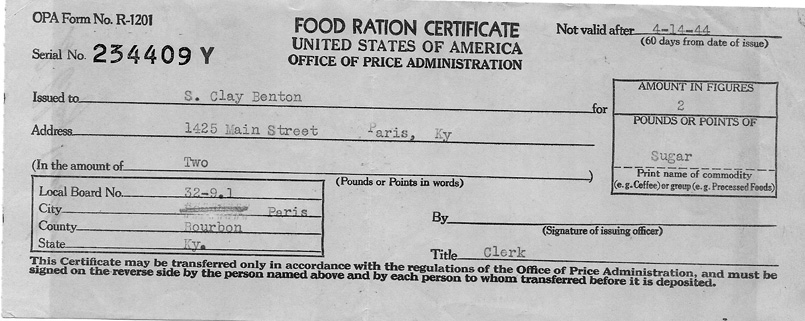 OPA Form No. R-1201
FOOD RATION CERTIFICATE
Not valid after 4-14-44
(60 days from date of issue)
Serial No. 234409 Y
UNITED STATES OF AMERICA
OFFICE OF PRICE ADMINISTRATION
Issued to S. Clay Benton for
AMOUNT IN FIGURES
2
Address 1425 Main Street Paris, Ky
POUNDS OR POINTS OF
Sugar
(In the amount of Two )
(Pounds or Points in words)
Print name of commodity
(e.g. Coffee) or group (e.g. Processed Foods)
Local Board No. 32-9.1
City Paris
County Bourbon
State Ky.
By
(Signature of issuing officer)
Title Clerk
This Certificate may be transferred only in accordance with the regulations of the Office of Price Administration, and must be
signed on the reverse side by the person named above and by each person to whom transferred before it is deposited.